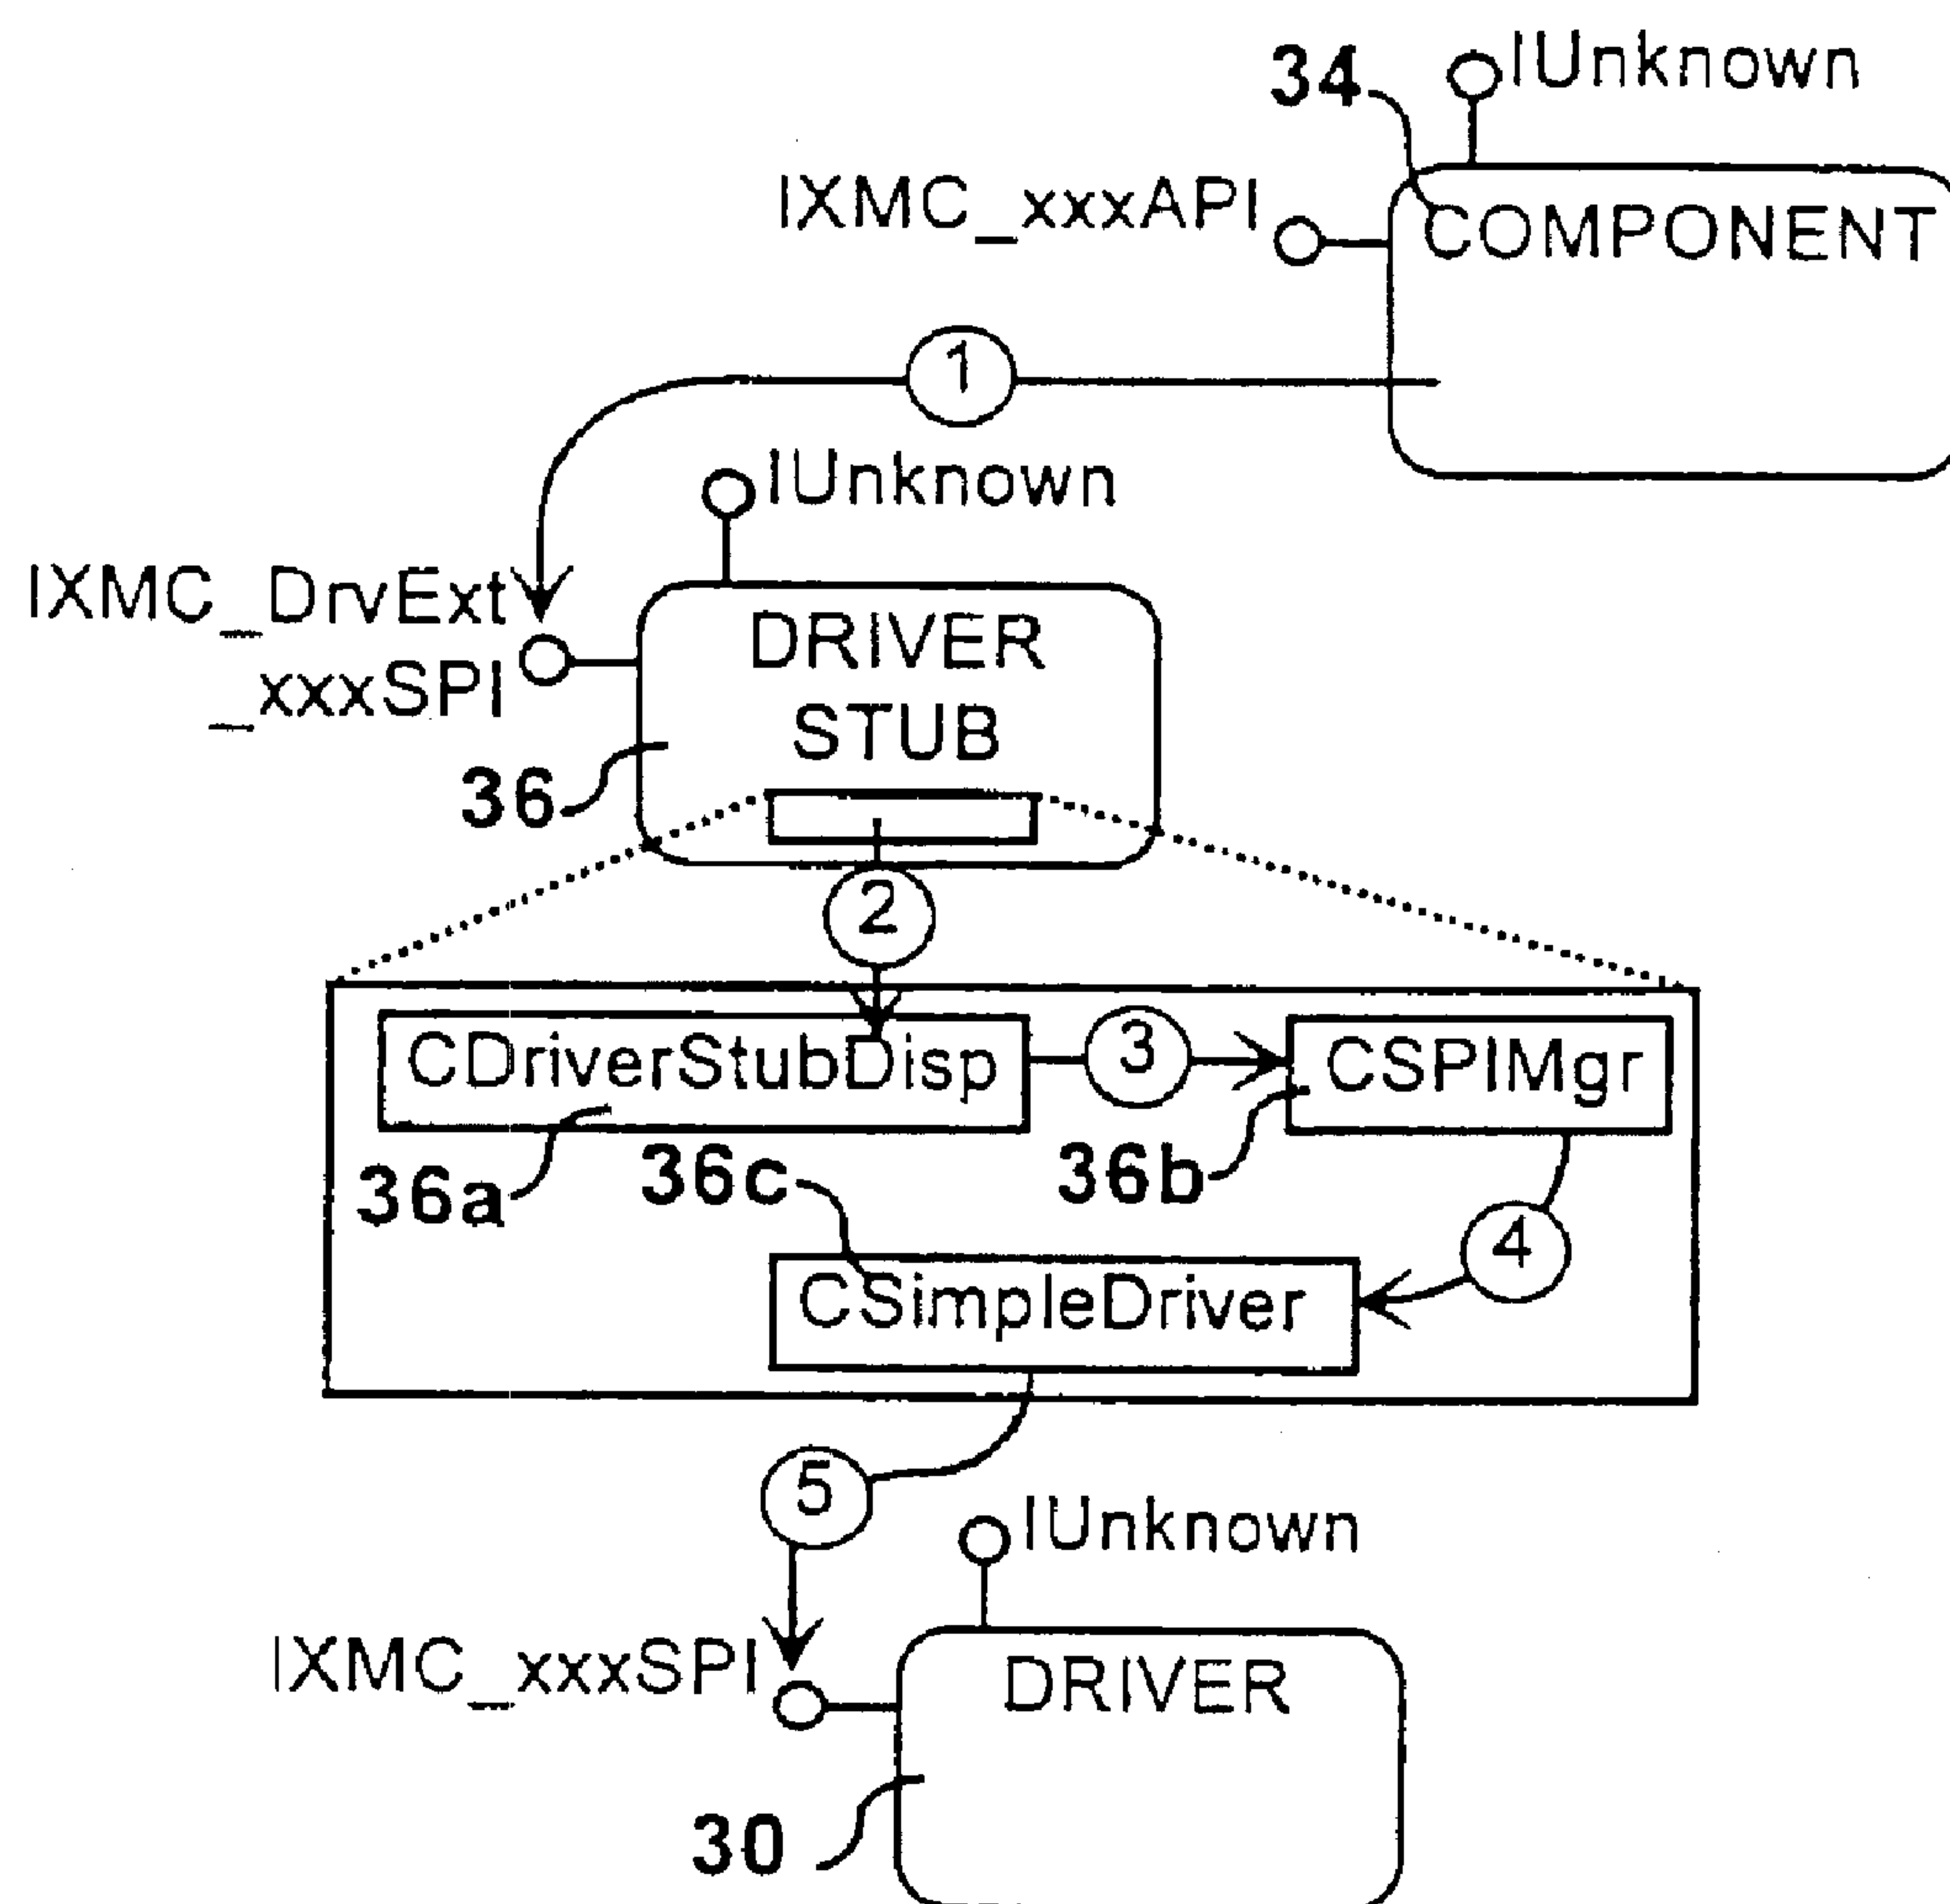 34
IUnknown
IXMC_xxxAPI
COMPONENT
1
IUnknown
IXMC_DrvExt
_xxxSPI
DRIVER
STUB
36
2
CDriverStubDisp
3
CSPIMgr
36a
36c
36b
4
CSimpleDriver
5
IUnknown
IXMC_xxxSPI
DRIVER
30